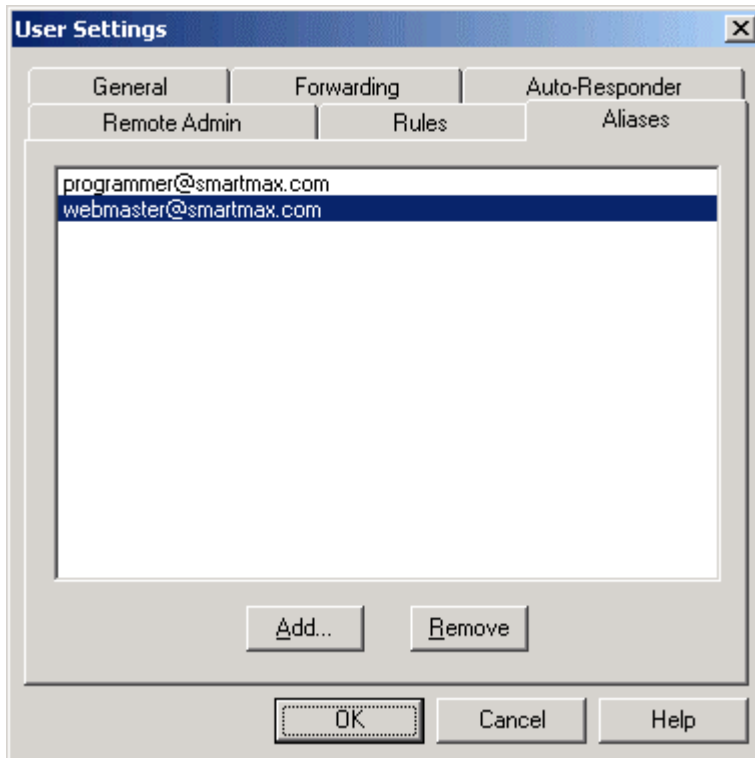 User Settings
General Forwarding Auto-Responder
Remote Admin Rules Aliases
programmer@smartmax.com
webmaster@smartmax.com
Add... Remove
OK Cancel Help